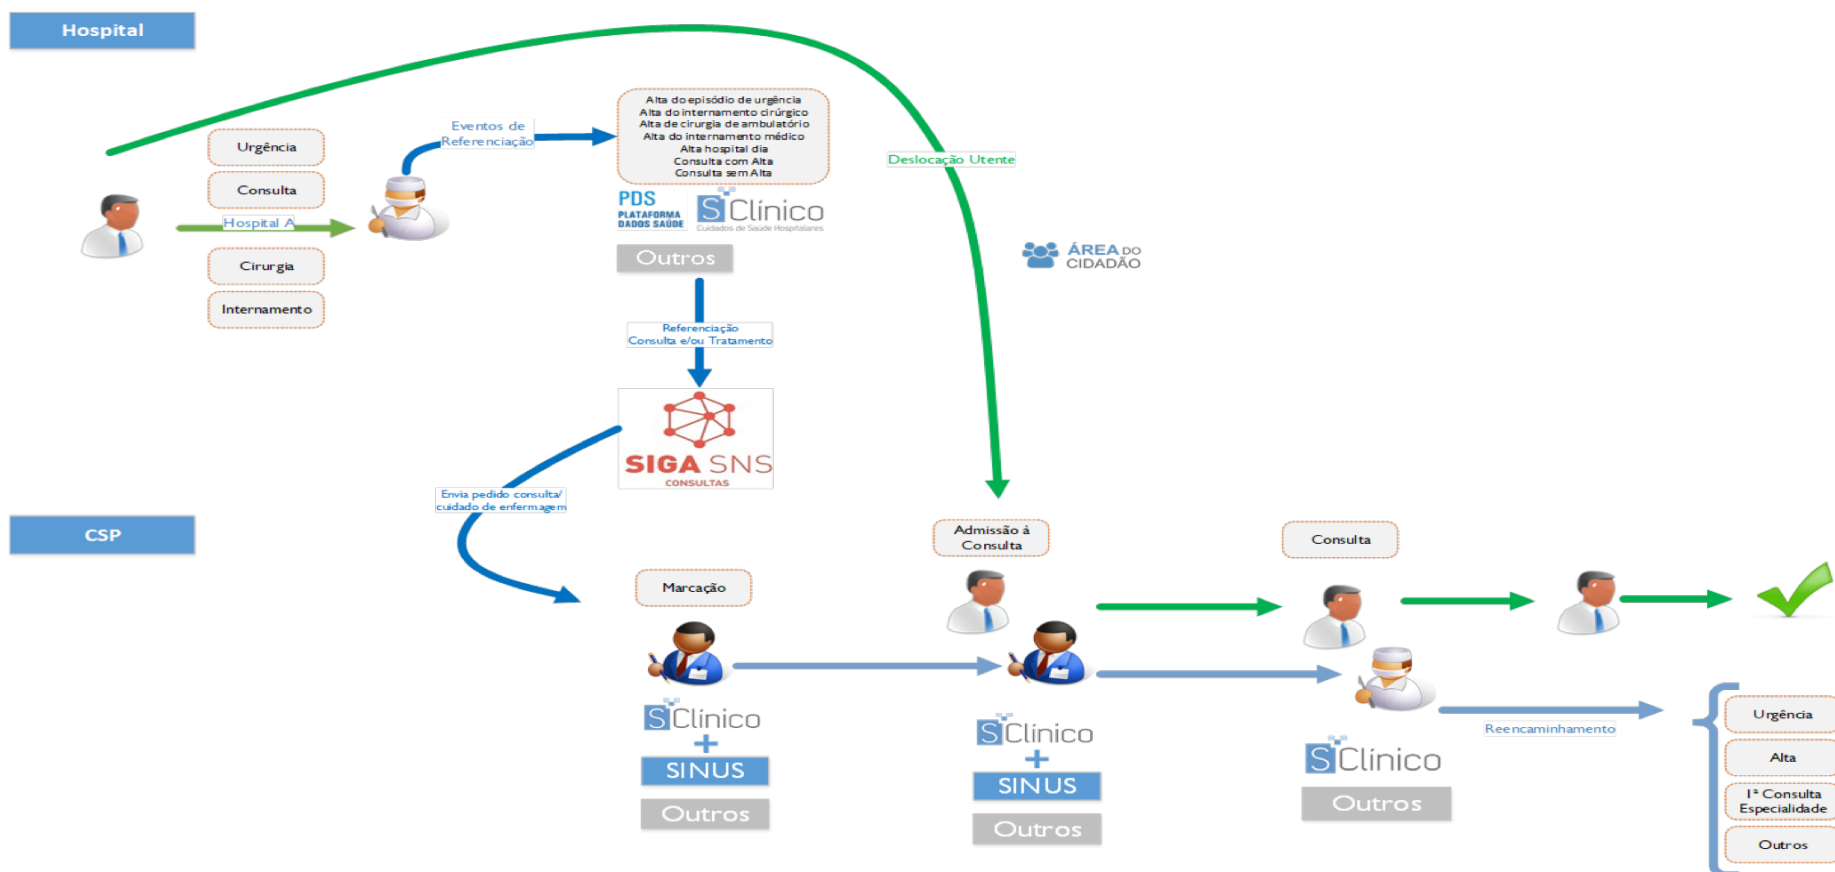 Hospital
Alta do episódio de urgência
Alta do internamento cirúrgico
Alta de cirurgia de ambulatório
Alta do internamento médico
Alta hospital dia
Consulta com Alta
Consulta sem Alta
Eventos de
Referenciação
Urgência
Consulta
Hospital A
Cirurgia
Internamento
PDS
PLATAFORMA
DADOS SAÚDE
SClínico
Cuidados de Saúde Hospitalares
Outros
Deslocação Utente
ÁREA DO
CIDADÃO
Referenciação
Consulta e/ou Tratamento
SIGA SNS
CONSULTAS
Envia pedido consulta/
cuidado de enfermagem
CSP
Marcação
Admissão à
Consulta
Consulta
SClínico
+
SINUS
Outros
SClínico
+
SINUS
Outros
SClínico
Outros
Reencaminhamento
Urgência
Alta
1ª Consulta
Especialidade
Outros